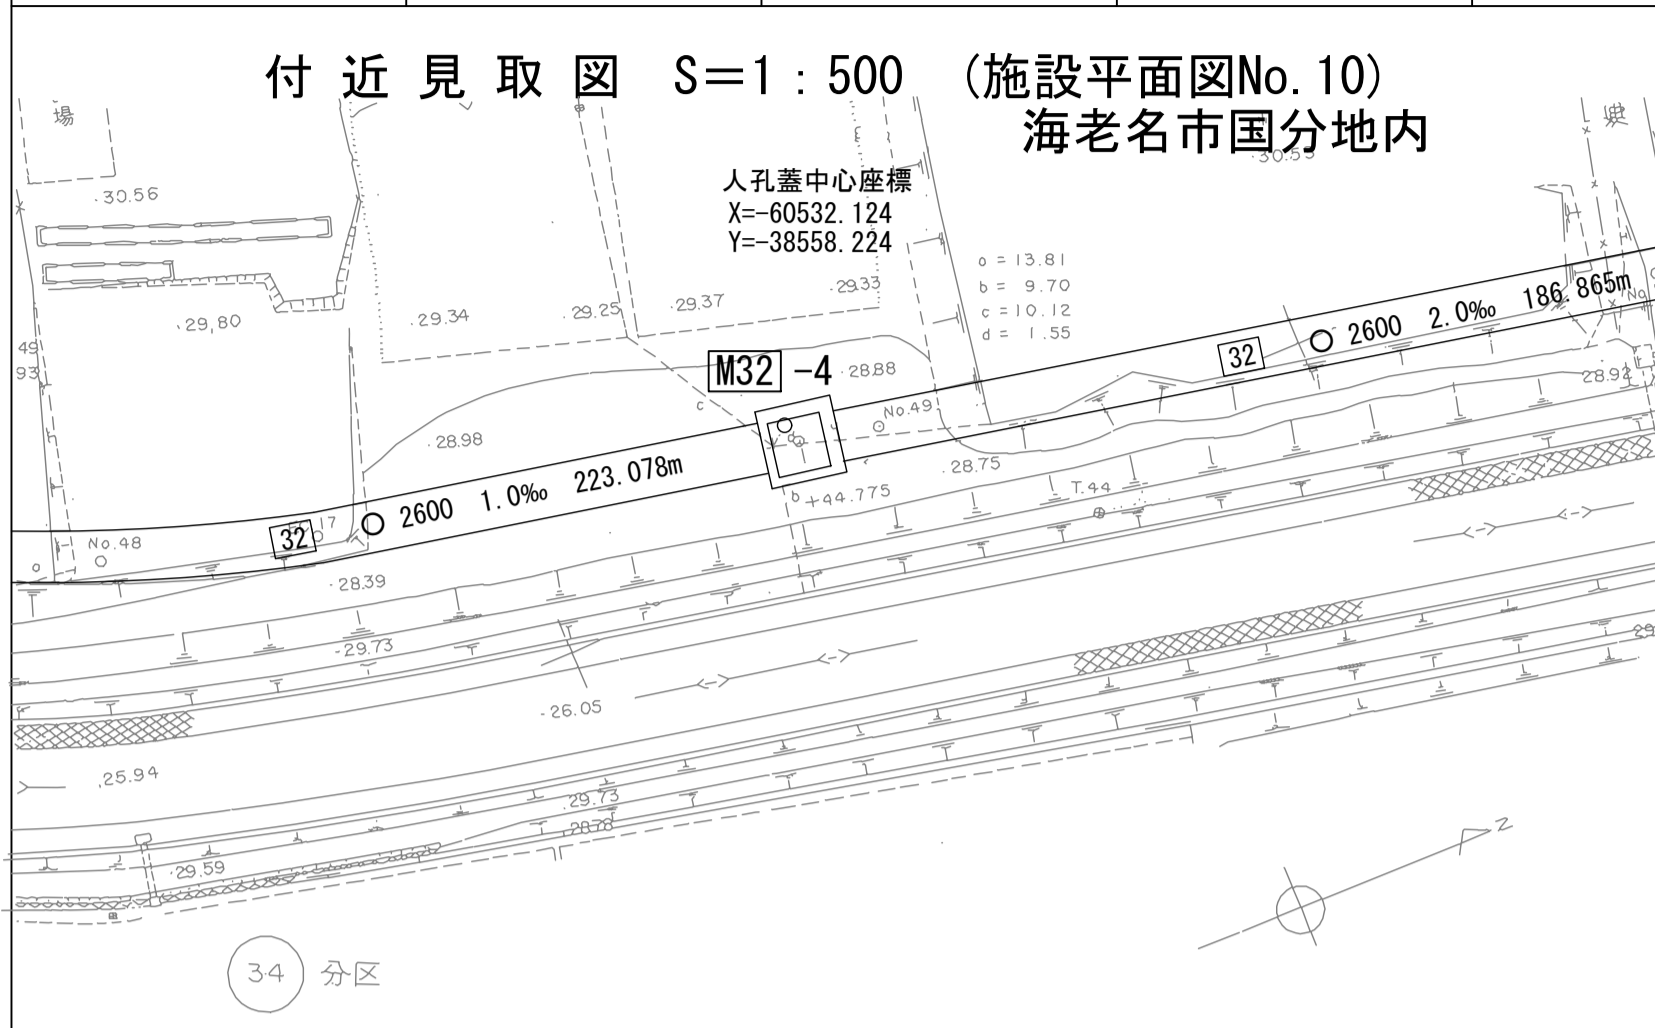 付近見取図 S=1:500 (施設平面図No.10)
海老名市国分地内
場
30.56
30.55
人孔蓋中心座標
X=-60532.124
Y=-38558.224
a = 13.81
b = 9.70
c = 10.12
d = 1.55
29.80
29.34
29.25
29.37
29.33
49
93
M32 -4
28.88
32
○ 2600 2.0‰ 186.865m
No
28.92
c
No.49
d
28.98
28.75
○ 2600 1.0‰ 223.078m
b
+44.775
T.44
32
17
No.48
a
28.39
29.73
29
26.05
25.94
29.73
28.78
29.59
N
34 分区